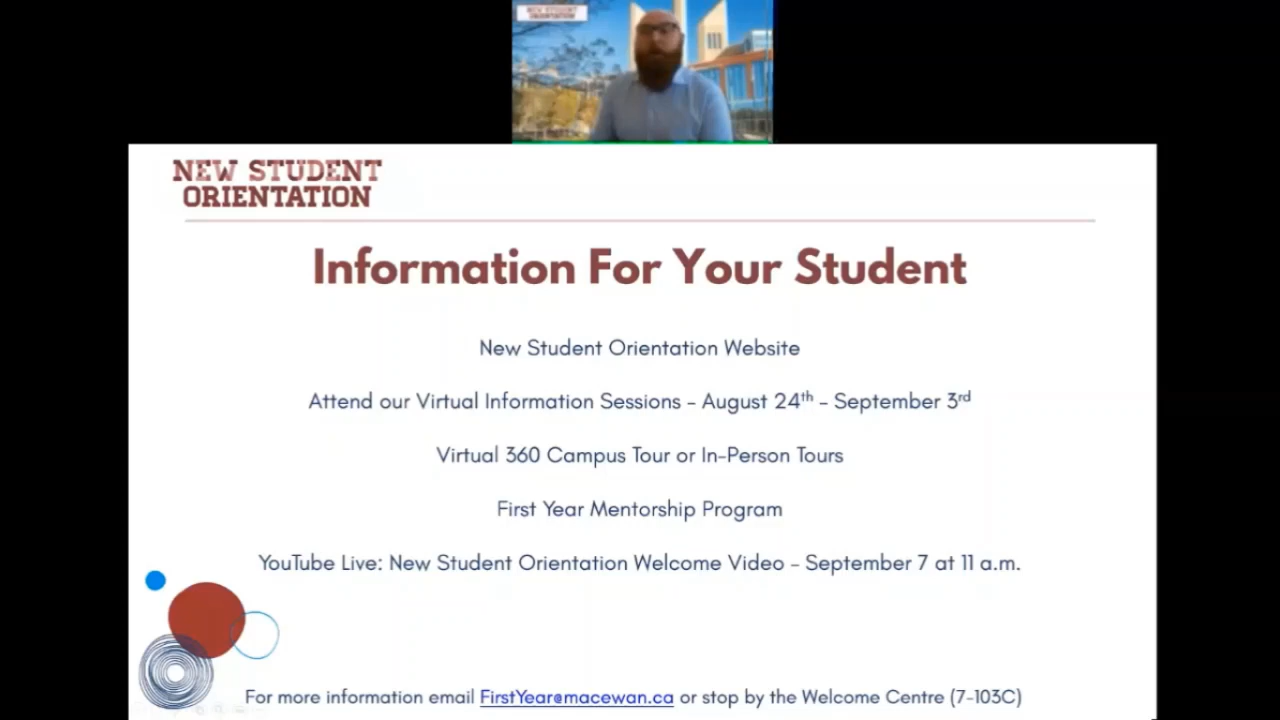 NEW STUDENT
ORIENTATION
NEW STUDENT
ORIENTATION
Information For Your Student
New Student Orientation Website
Attend our Virtual Information Sessions - August 24th - September 3rd
Virtual 360 Campus Tour or In-Person Tours
First Year Mentorship Program
YouTube Live: New Student Orientation Welcome Video - September 7 at 11 a.m.
For more information email FirstYear@macewan.ca or stop by the Welcome Centre (7-103C)